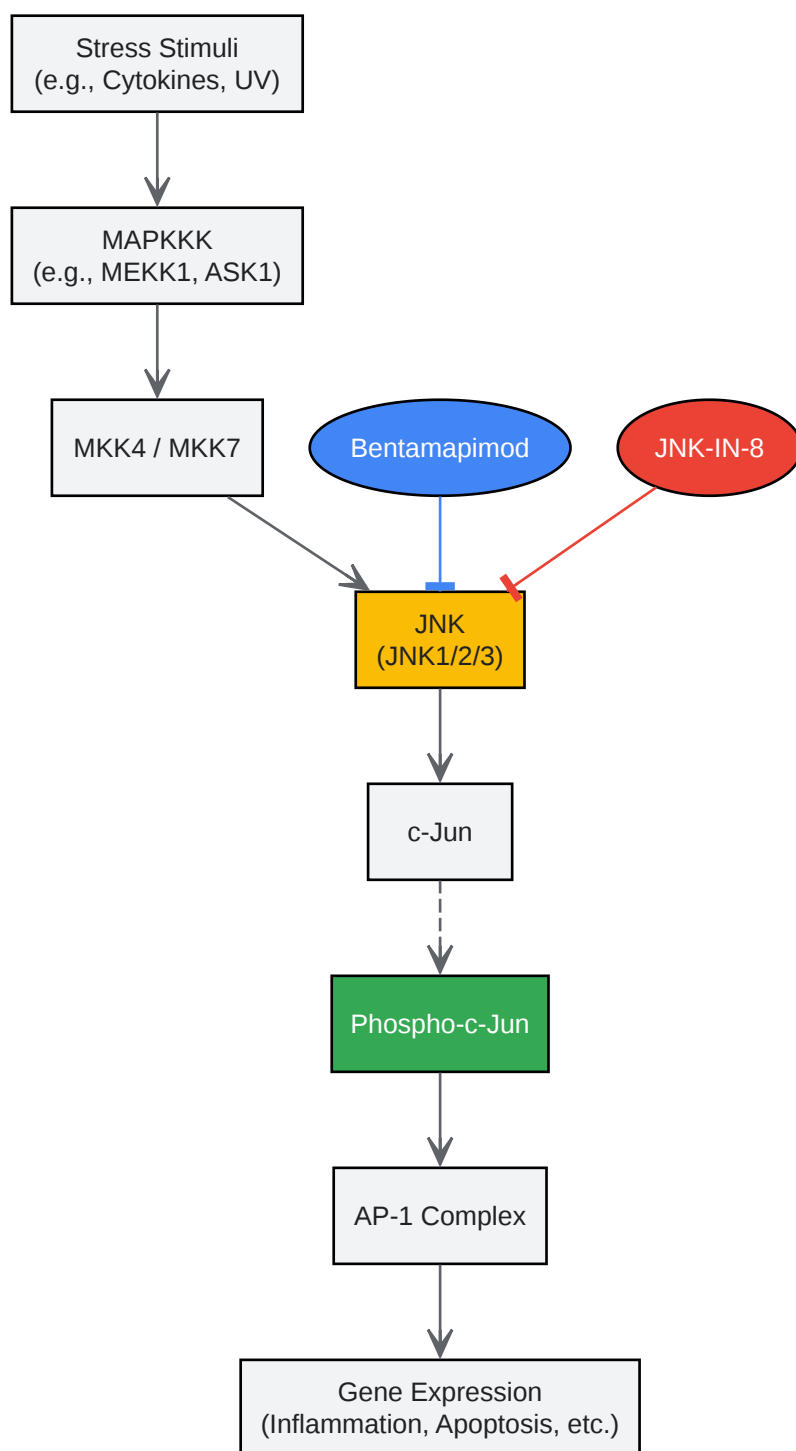 Stress Stimuli
(e.g., Cytokines, UV)
MAPKKK
(e.g., MEKK1, ASK1)
MKK4 / MKK7
Bentamapimod
JNK-IN-8
JNK
(JNK1/2/3)
c-Jun
Phospho-c-Jun
AP-1 Complex
Gene Expression
(Inflammation, Apoptosis, etc.)